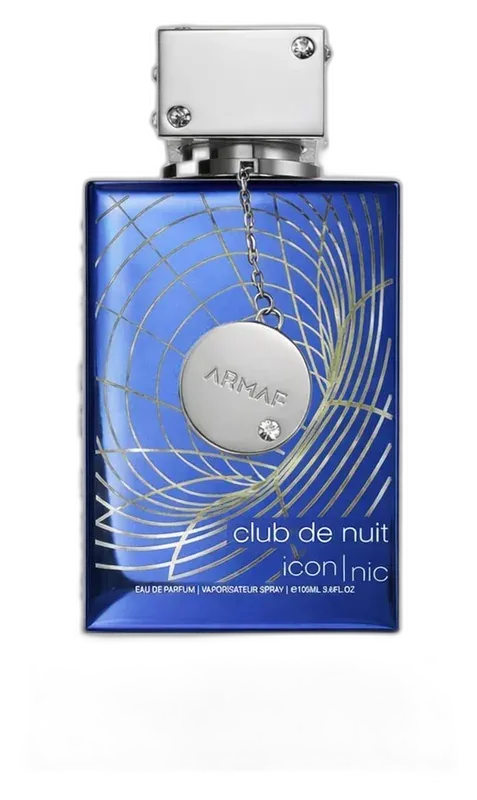 ARMAF
club de nuit
icon|nic
EAU DE PARFUM | VAPORISATEUR SPRAY | ℮105ML 3.6FL.OZ